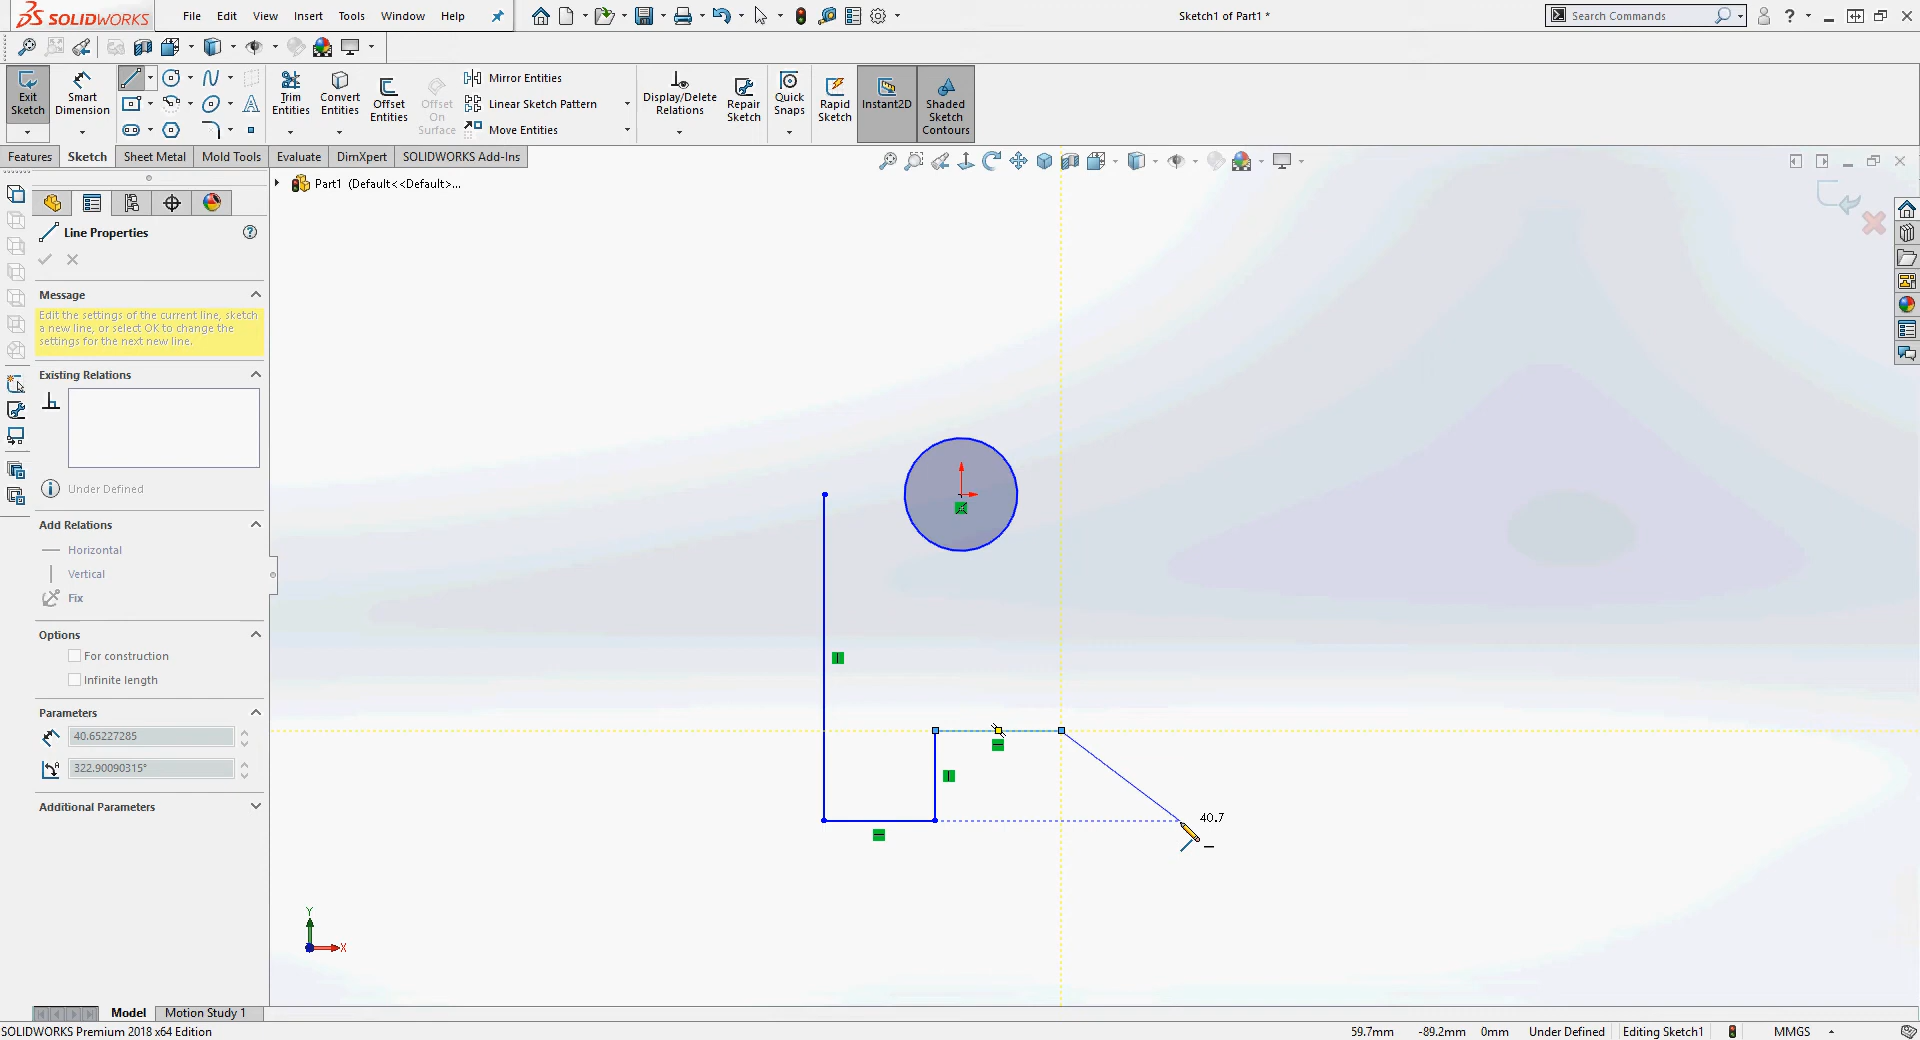 SOLIDWORKS File Edit View Insert Tools Window Help Sketch1 of Part1 * Search Commands
Exit Sketch
Smart Dimension
Trim Entities
Convert Entities
Offset Entities
Offset On Surface
Mirror Entities
Linear Sketch Pattern
Move Entities
Display/Delete Relations
Repair Sketch
Quick Snaps
Rapid Sketch
Instant2D
Shaded Sketch Contours
Features Sketch Sheet Metal Mold Tools Evaluate DimXpert SOLIDWORKS Add-Ins
Part1 (Default<<Default>...
Line Properties
Message
Edit the settings of the current line, sketch
a new line, or select OK to change the
settings for the next new line.
Existing Relations
Under Defined
Add Relations
Horizontal
Vertical
Fix
Options
For construction
Infinite length
Parameters
40.65227285
322.90090315°
Additional Parameters
40.7
Y
X
Model Motion Study 1
SOLIDWORKS Premium 2018 x64 Edition 59.7mm -89.2mm 0mm Under Defined Editing Sketch1 MMGS